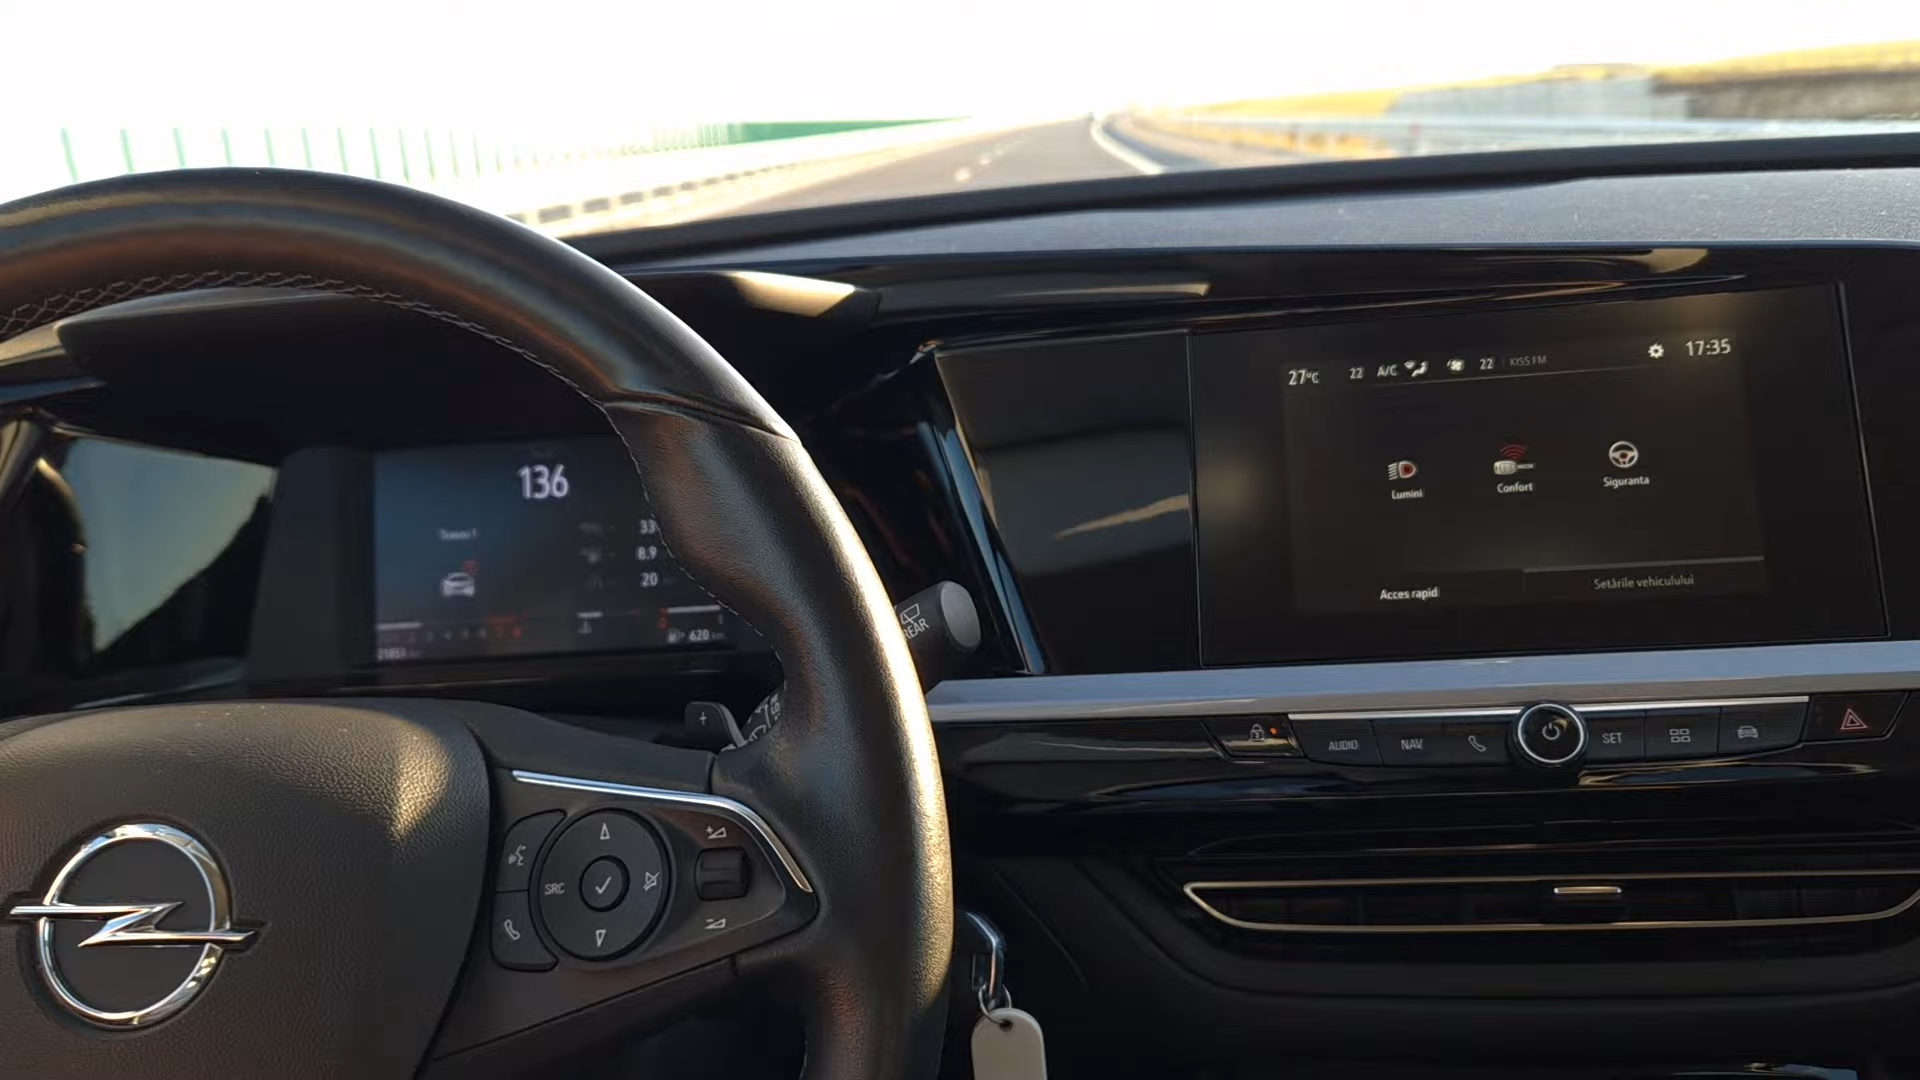 136
33
8.9
20
620 km
REAR
27°C 22 A/C 22 KISS FM 17:35
Lumini Confort Siguranta
Acces rapid Setările vehiculului
AUDIO NAV SET
SRC